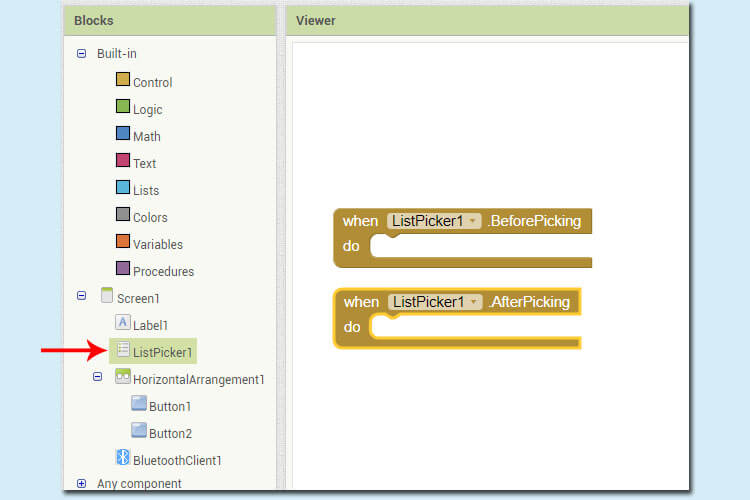 Blocks
Viewer
Built-in
Control
Logic
Math
Text
Lists
Colors
Variables
Procedures
Screen1
A Label1
ListPicker1
HorizontalArrangement1
Button1
Button2
BluetoothClient1
Any component
when ListPicker1 .BeforePicking
do
when ListPicker1 .AfterPicking
do